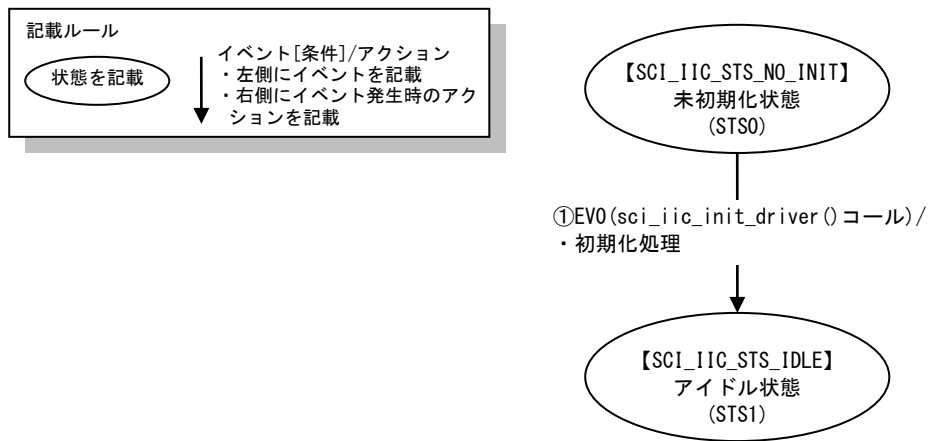 記載ルール
状態を記載
イベント[条件]/アクション
・左側にイベントを記載
・右側にイベント発生時のアク
ションを記載
【SCI_IIC_STS_NO_INIT】
未初期化状態
(STS0)
①EV0(sci_iic_init_driver()コール)/
・初期化処理
【SCI_IIC_STS_IDLE】
アイドル状態
(STS1)